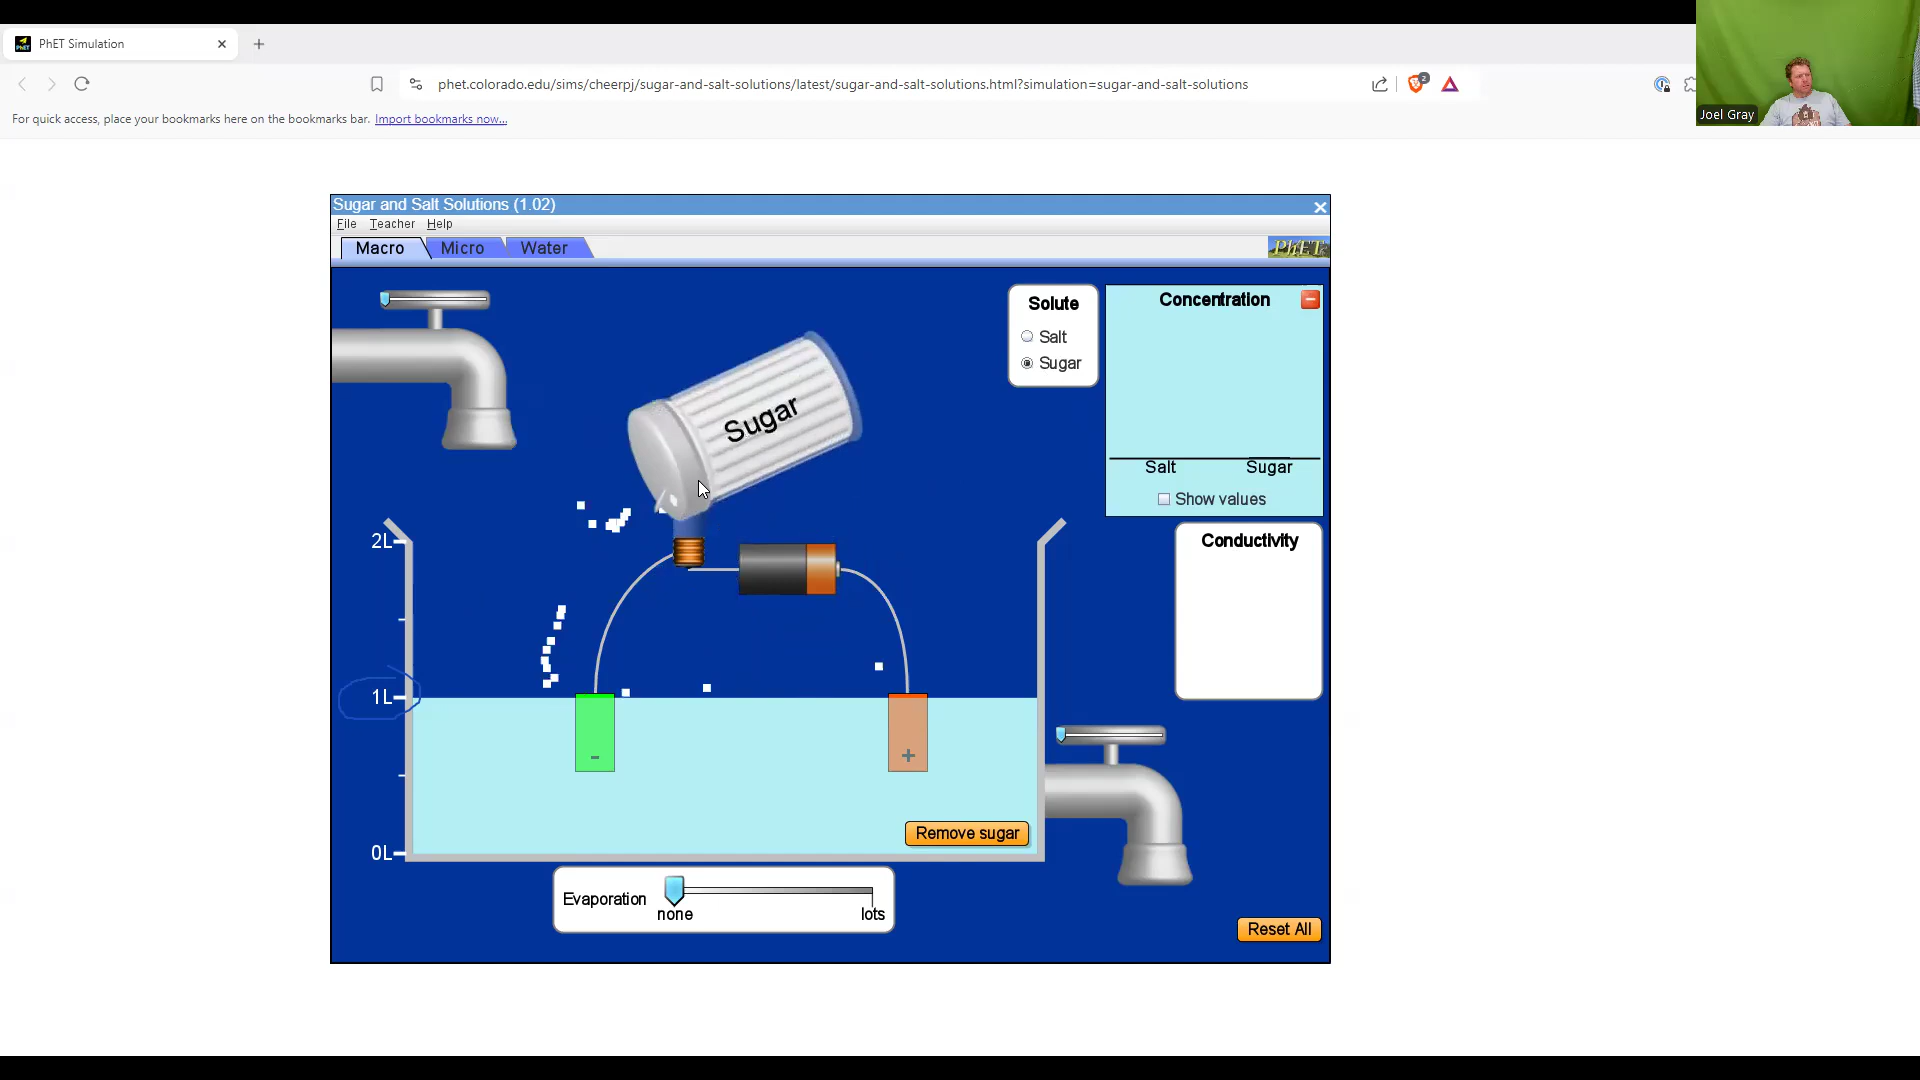 PhET Simulation
phet.colorado.edu/sims/cheerpj/sugar-and-salt-solutions/latest/sugar-and-salt-solutions.html?simulation=sugar-and-salt-solutions
2
For quick access, place your bookmarks here on the bookmarks bar. Import bookmarks now...
Joel Gray
Sugar and Salt Solutions (1.02)
File Teacher Help
Macro Micro Water
PhET
Solute
Salt
Sugar
Concentration
Salt Sugar
Show values
Sugar
2L
1L
0L
Conductivity
- +
Remove sugar
Evaporation
none lots
Reset All